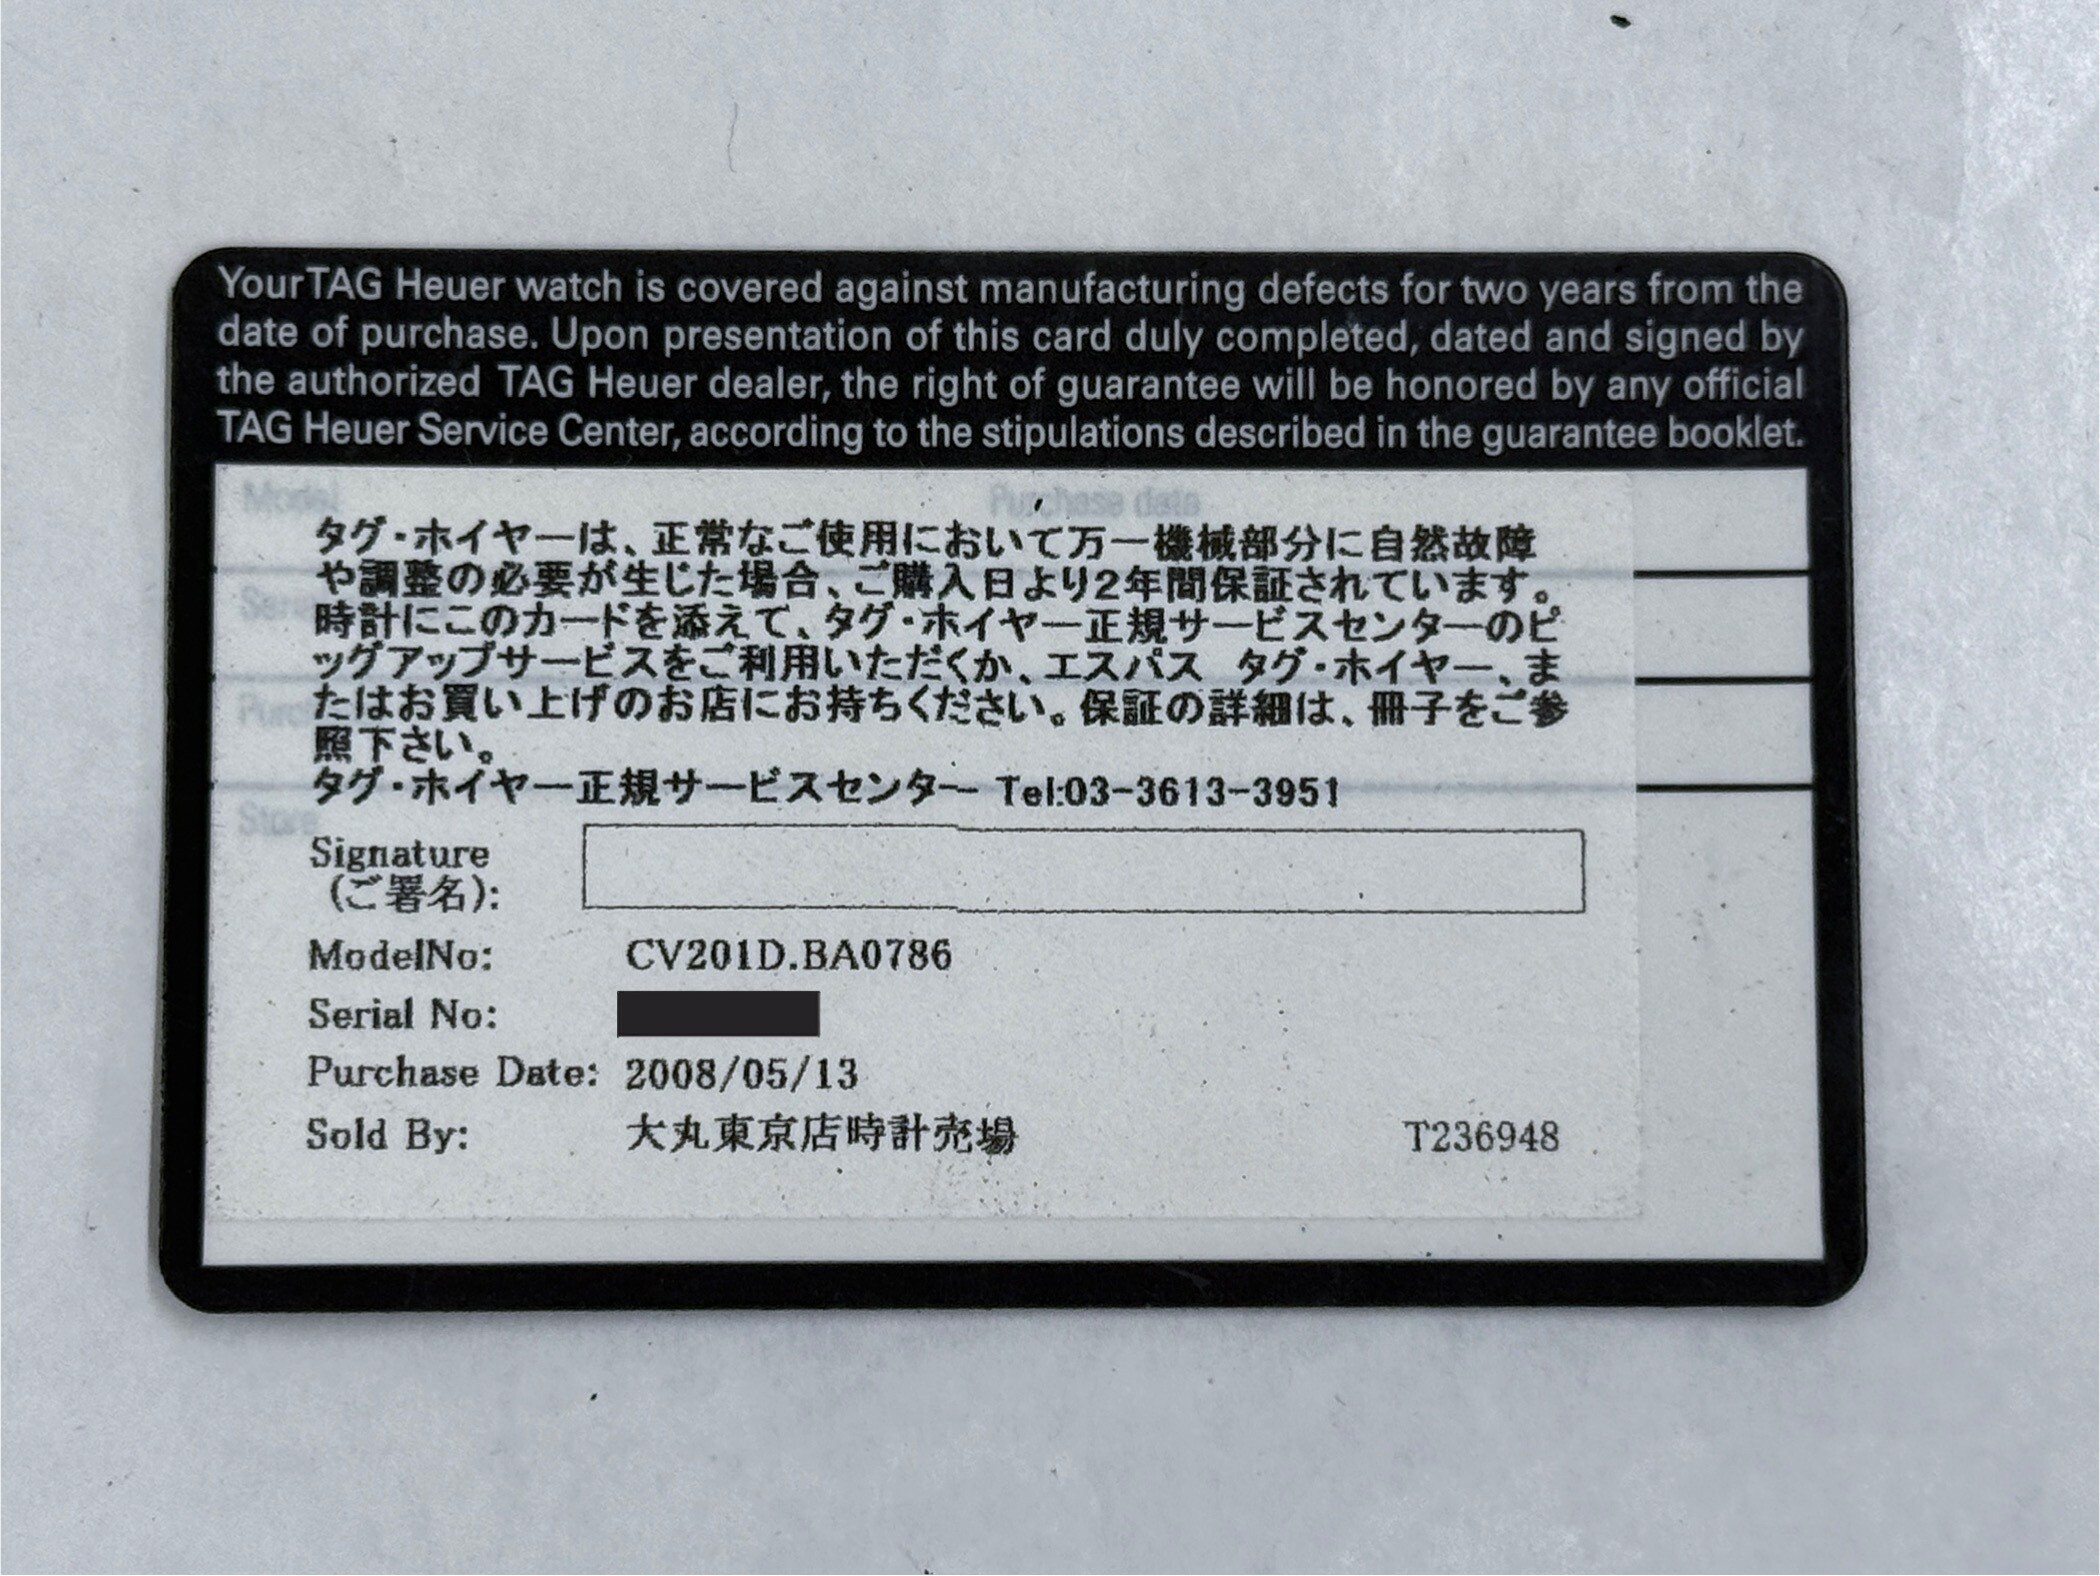 Your TAG Heuer watch is covered against manufacturing defects for two years from the
date of purchase. Upon presentation of this card duly completed, dated and signed by
the authorized TAG Heuer dealer, the right of guarantee will be honored by any official
TAG Heuer Service Center, according to the stipulations described in the guarantee booklet.
Model Purchase date
タグ・ホイヤーは、正常なご使用において万一機械部分に自然故障
や調整の必要が生じた場合、ご購入日より2年間保証されています。
時計にこのカードを添えて、タグ・ホイヤー正規サービスセンターのピ
ックアップサービスをご利用いただくか、エスパス タグ・ホイヤー、ま
たはお買い上げのお店にお持ちください。保証の詳細は、冊子をご参
照下さい。
タグ・ホイヤー正規サービスセンター Tel:03-3613-3951
Store
Signature
(ご署名):
ModelNo: CV201D.BA0786
Serial No:
Purchase Date: 2008/05/13
Sold By: 大丸東京店時計売場 T236948